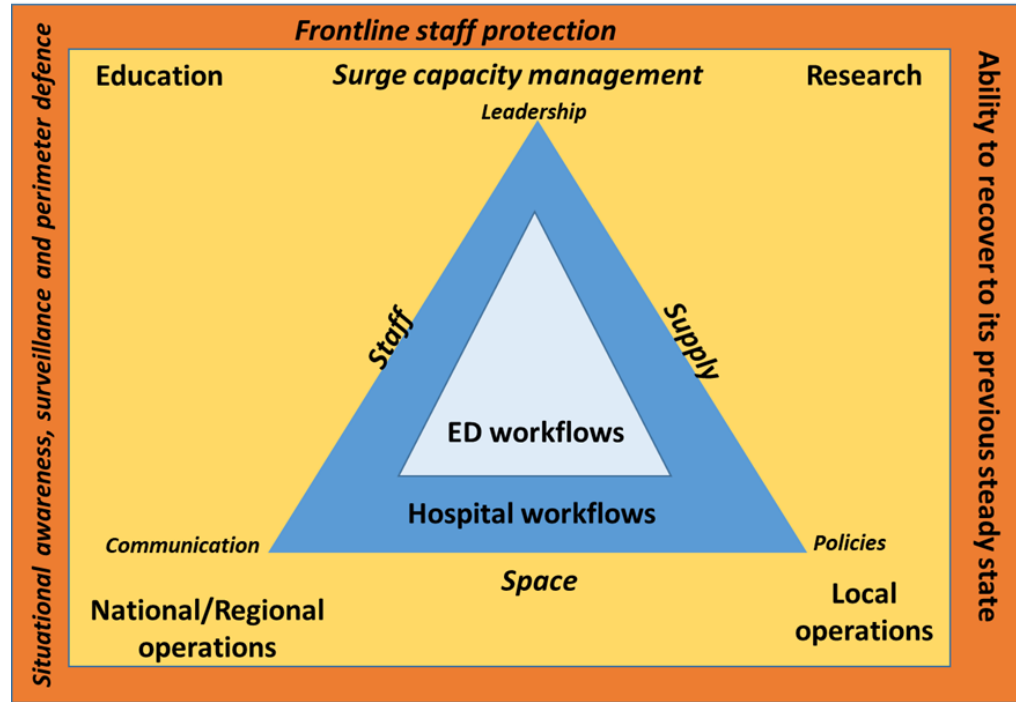 Frontline staff protection
Situational awareness, surveillance and perimeter defence
Ability to recover to its previous steady state
Education
Surge capacity management
Research
Leadership
Staff
Supply
ED workflows
Hospital workflows
Communication
Policies
Space
National/Regional
operations
Local
operations